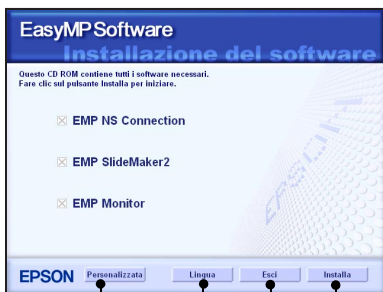 EasyMP Software
Installazione del software
Questo CD ROM contiene tutti i software necessari.
Fare clic sul pulsante Installa per iniziare.
EMP NS Connection
EMP SlideMaker2
EMP Monitor
EPSON
EPSON Personalizzata Lingua Esci Installa